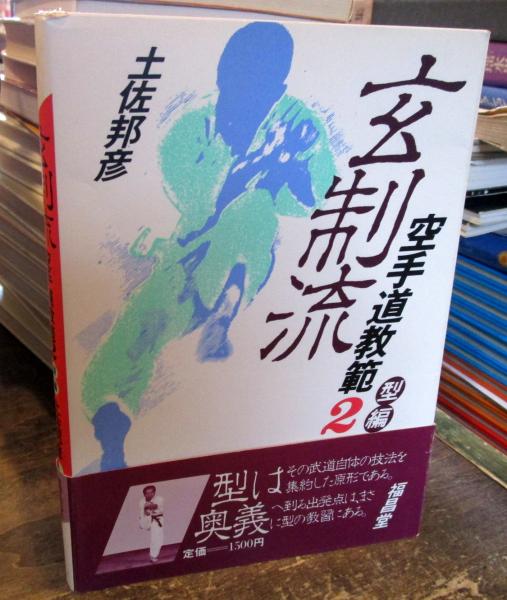 玄制流
空手道教範
型編
2
土佐邦彦
型は
奥義
その武道自体の技法を
集約した原形である。
へ到る出発点は、まさ
に型の教習にある。
定価──1500円
福昌堂
玄制流